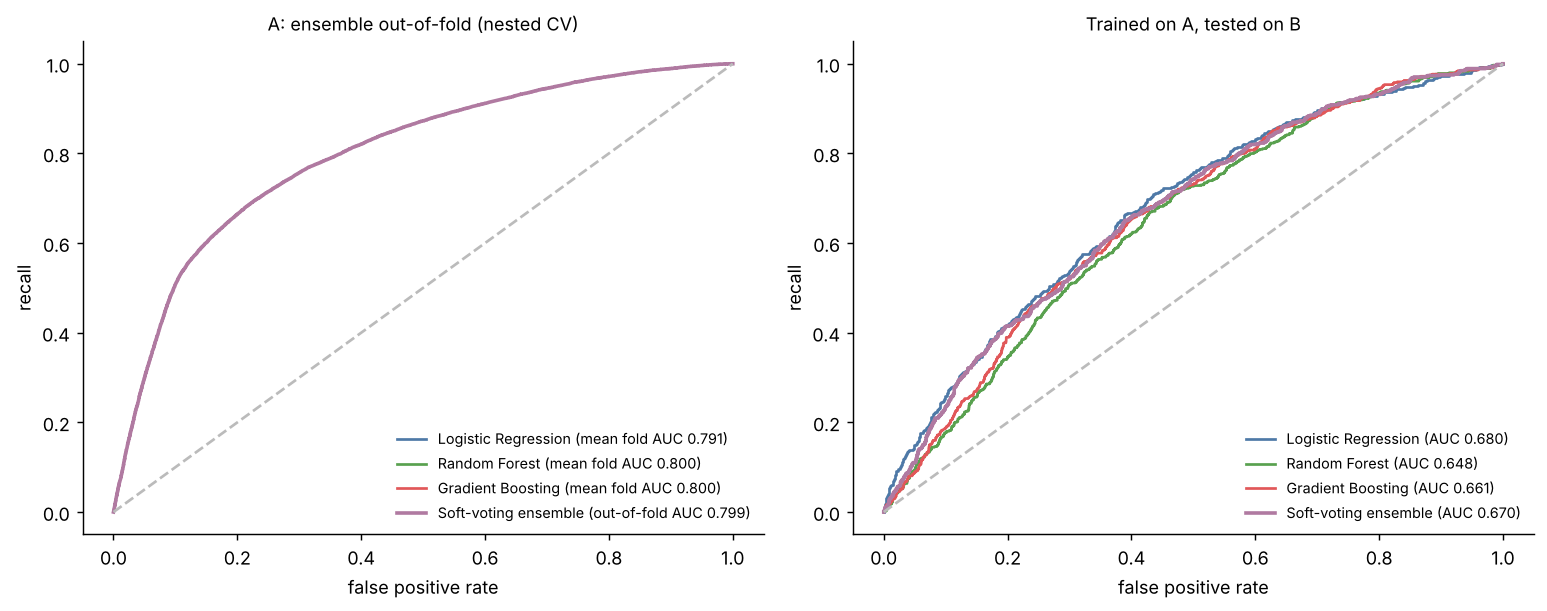 A: ensemble out-of-fold (nested CV)
recall
1.0
0.8
0.6
0.4
0.2
0.0
Logistic Regression (mean fold AUC 0.791)
Random Forest (mean fold AUC 0.800)
Gradient Boosting (mean fold AUC 0.800)
Soft-voting ensemble (out-of-fold AUC 0.799)
0.0 0.2 0.4 0.6 0.8 1.0
false positive rate
Trained on A, tested on B
recall
1.0
0.8
0.6
0.4
0.2
0.0
Logistic Regression (AUC 0.680)
Random Forest (AUC 0.648)
Gradient Boosting (AUC 0.661)
Soft-voting ensemble (AUC 0.670)
0.0 0.2 0.4 0.6 0.8 1.0
false positive rate